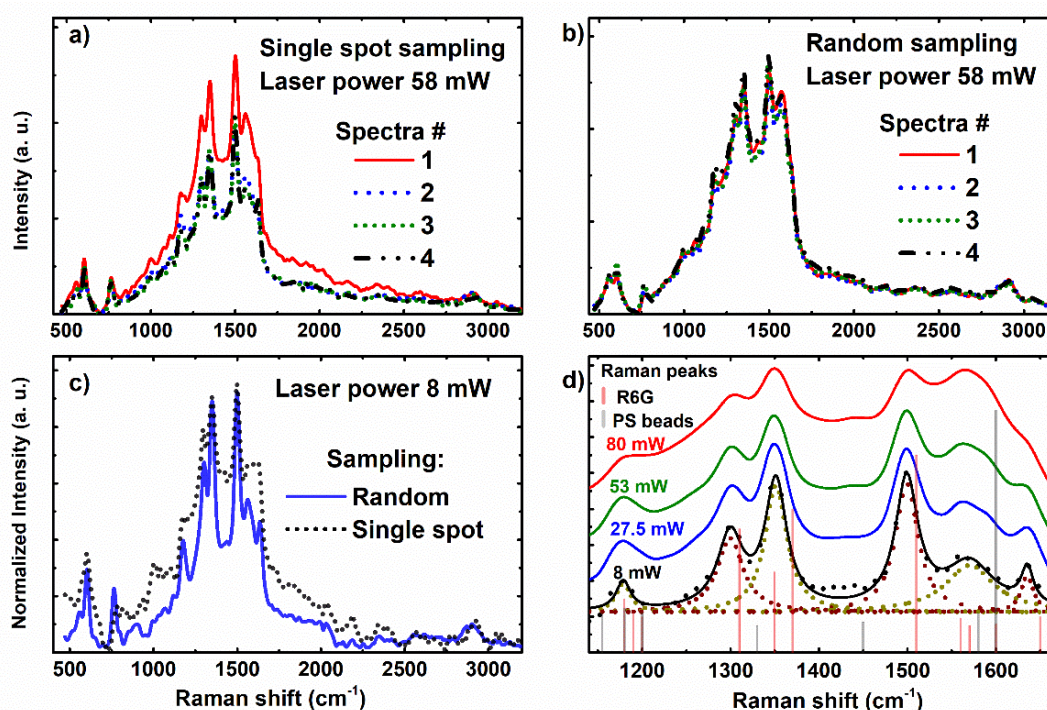 a)
Single spot sampling
Laser power 58 mW
Spectra #
1
2
3
4
Intensity (a. u.)
500 1000 1500 2000 2500 3000
b)
Random sampling
Laser power 58 mW
Spectra #
1
2
3
4
500 1000 1500 2000 2500 3000
c)
Laser power 8 mW
Sampling:
Random
Single spot
Normalized Intensity (a. u.)
500 1000 1500 2000 2500 3000
Raman shift (cm⁻¹)
d)
Raman peaks
R6G
PS beads
80 mW
53 mW
27.5 mW
8 mW
1200 1300 1400 1500 1600
Raman shift (cm⁻¹)